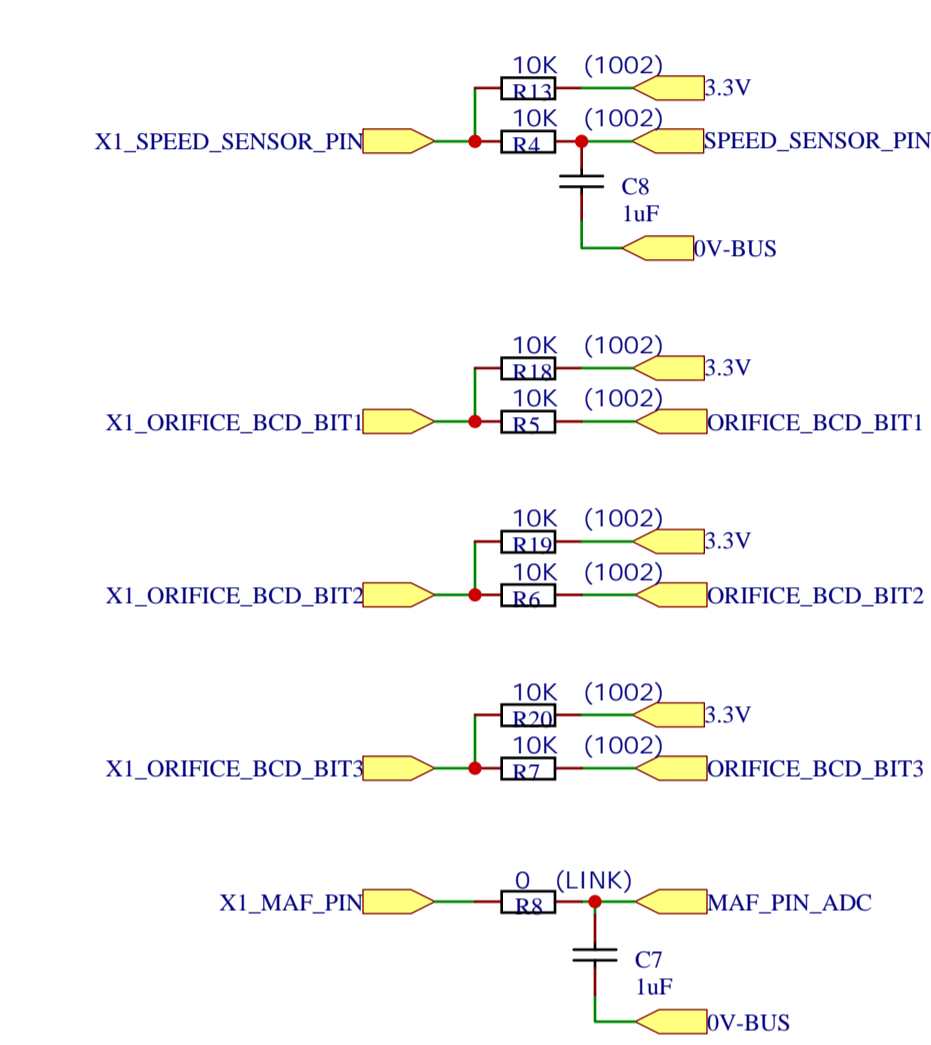 10K (1002)
R13 3.3V
10K (1002)
X1_SPEED_SENSOR_PIN R4 SPEED_SENSOR_PIN
C8
1uF
0V-BUS
10K (1002)
R18 3.3V
10K (1002)
X1_ORIFICE_BCD_BIT1 R5 ORIFICE_BCD_BIT1
10K (1002)
R19 3.3V
10K (1002)
X1_ORIFICE_BCD_BIT2 R6 ORIFICE_BCD_BIT2
10K (1002)
R20 3.3V
10K (1002)
X1_ORIFICE_BCD_BIT3 R7 ORIFICE_BCD_BIT3
0 (LINK)
X1_MAF_PIN R8 MAF_PIN_ADC
C7
1uF
0V-BUS